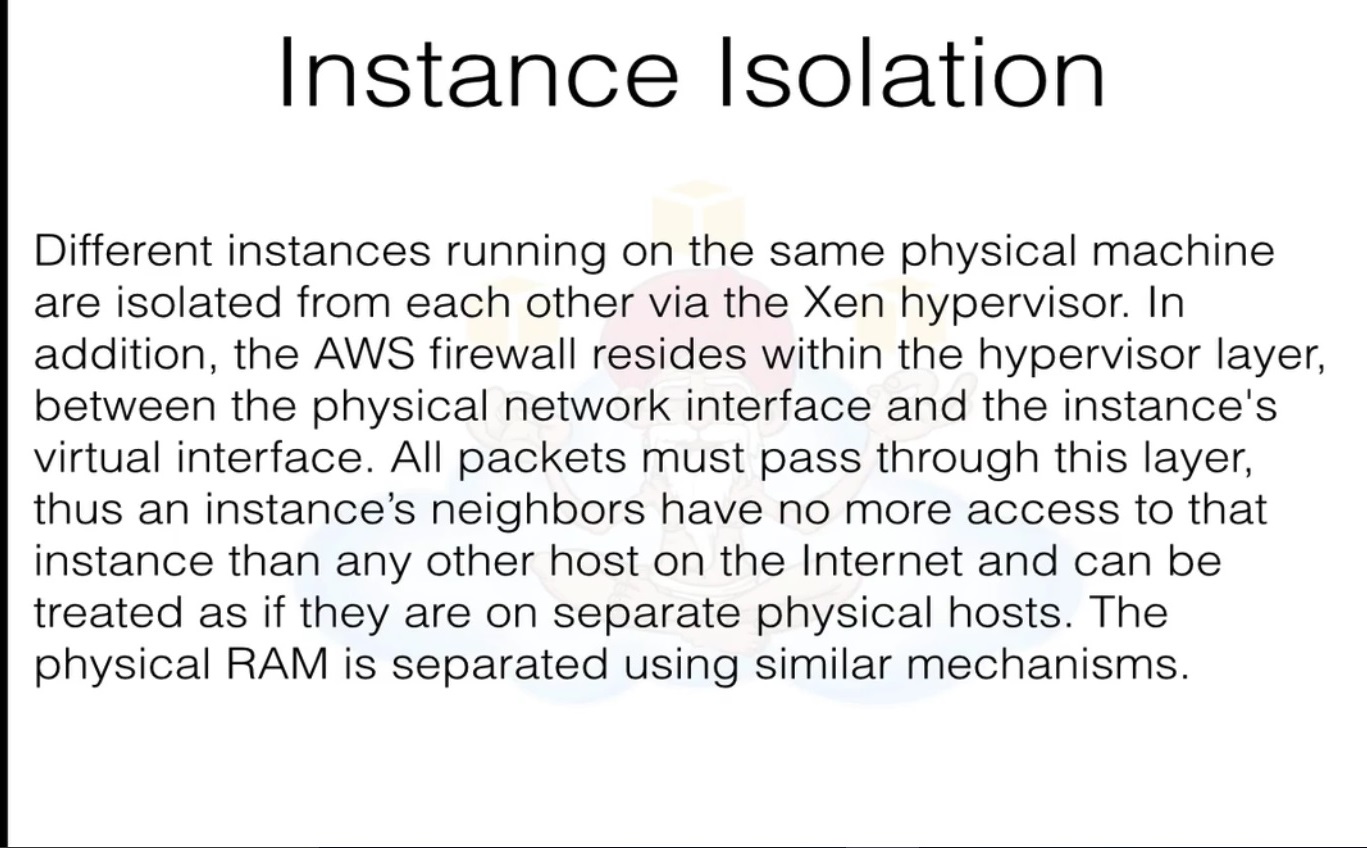 Instance Isolation
Different instances running on the same physical machine
are isolated from each other via the Xen hypervisor. In
addition, the AWS firewall resides within the hypervisor layer,
between the physical network interface and the instance's
virtual interface. All packets must pass through this layer,
thus an instance’s neighbors have no more access to that
instance than any other host on the Internet and can be
treated as if they are on separate physical hosts. The
physical RAM is separated using similar mechanisms.